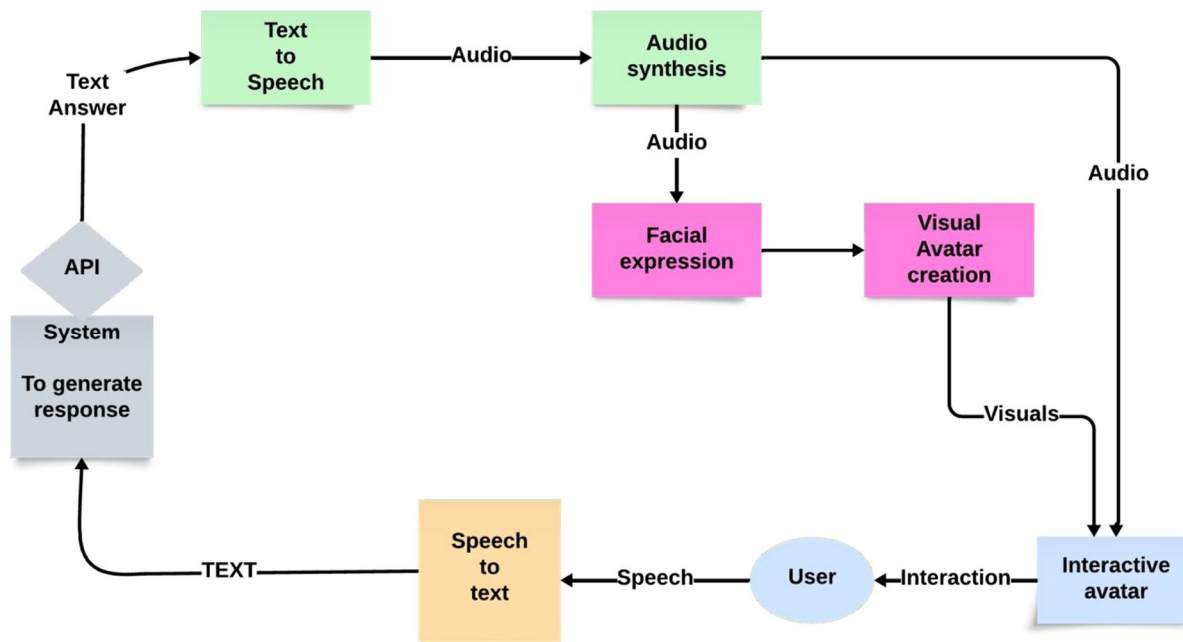 Text
to
Speech
Audio
Audio
synthesis
Text
Answer
Audio
Audio
Facial
expression
Visual
Avatar
creation
API
System
To generate
response
Visuals
Speech
to
text
TEXT
Speech
User
Interaction
Interactive
avatar